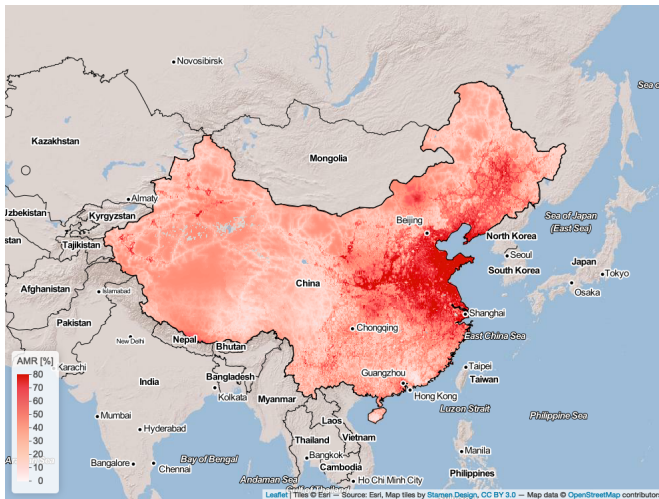 Novosibirsk
Sea o
Kazakhstan
Mongolia
Almaty
Uzbekistan
Kyrgyzstan
stan
Tajikistan
Beijing
Sea of Japan
(East Sea)
North Korea
Seoul
South Korea
Japan
Tokyo
Osaka
Afghanistan
Islamabad
China
Pakistan
Shanghai
New Delhi
Nepal
Bhutan
Chongqing
East China Sea
AMR [%]
80
70
60
50
40
30
20
10
0
Karachi
India
Bangladesh
Kolkata
Myanmar
Guangzhou
Hong Kong
Taipei
Taiwan
Luzon Strait
Mumbai
Hyderabad
Laos
Thailand
Vietnam
Philippine Sea
Bay of Bengal
Bangalore
Chennai
Bangkok
Cambodia
Manila
Andaman Sea
Ho Chi Minh City
Philippines
Leaflet | Tiles © Esri — Source: Esri, Map tiles by Stamen Design, CC BY 3.0 — Map data © OpenStreetMap contributor